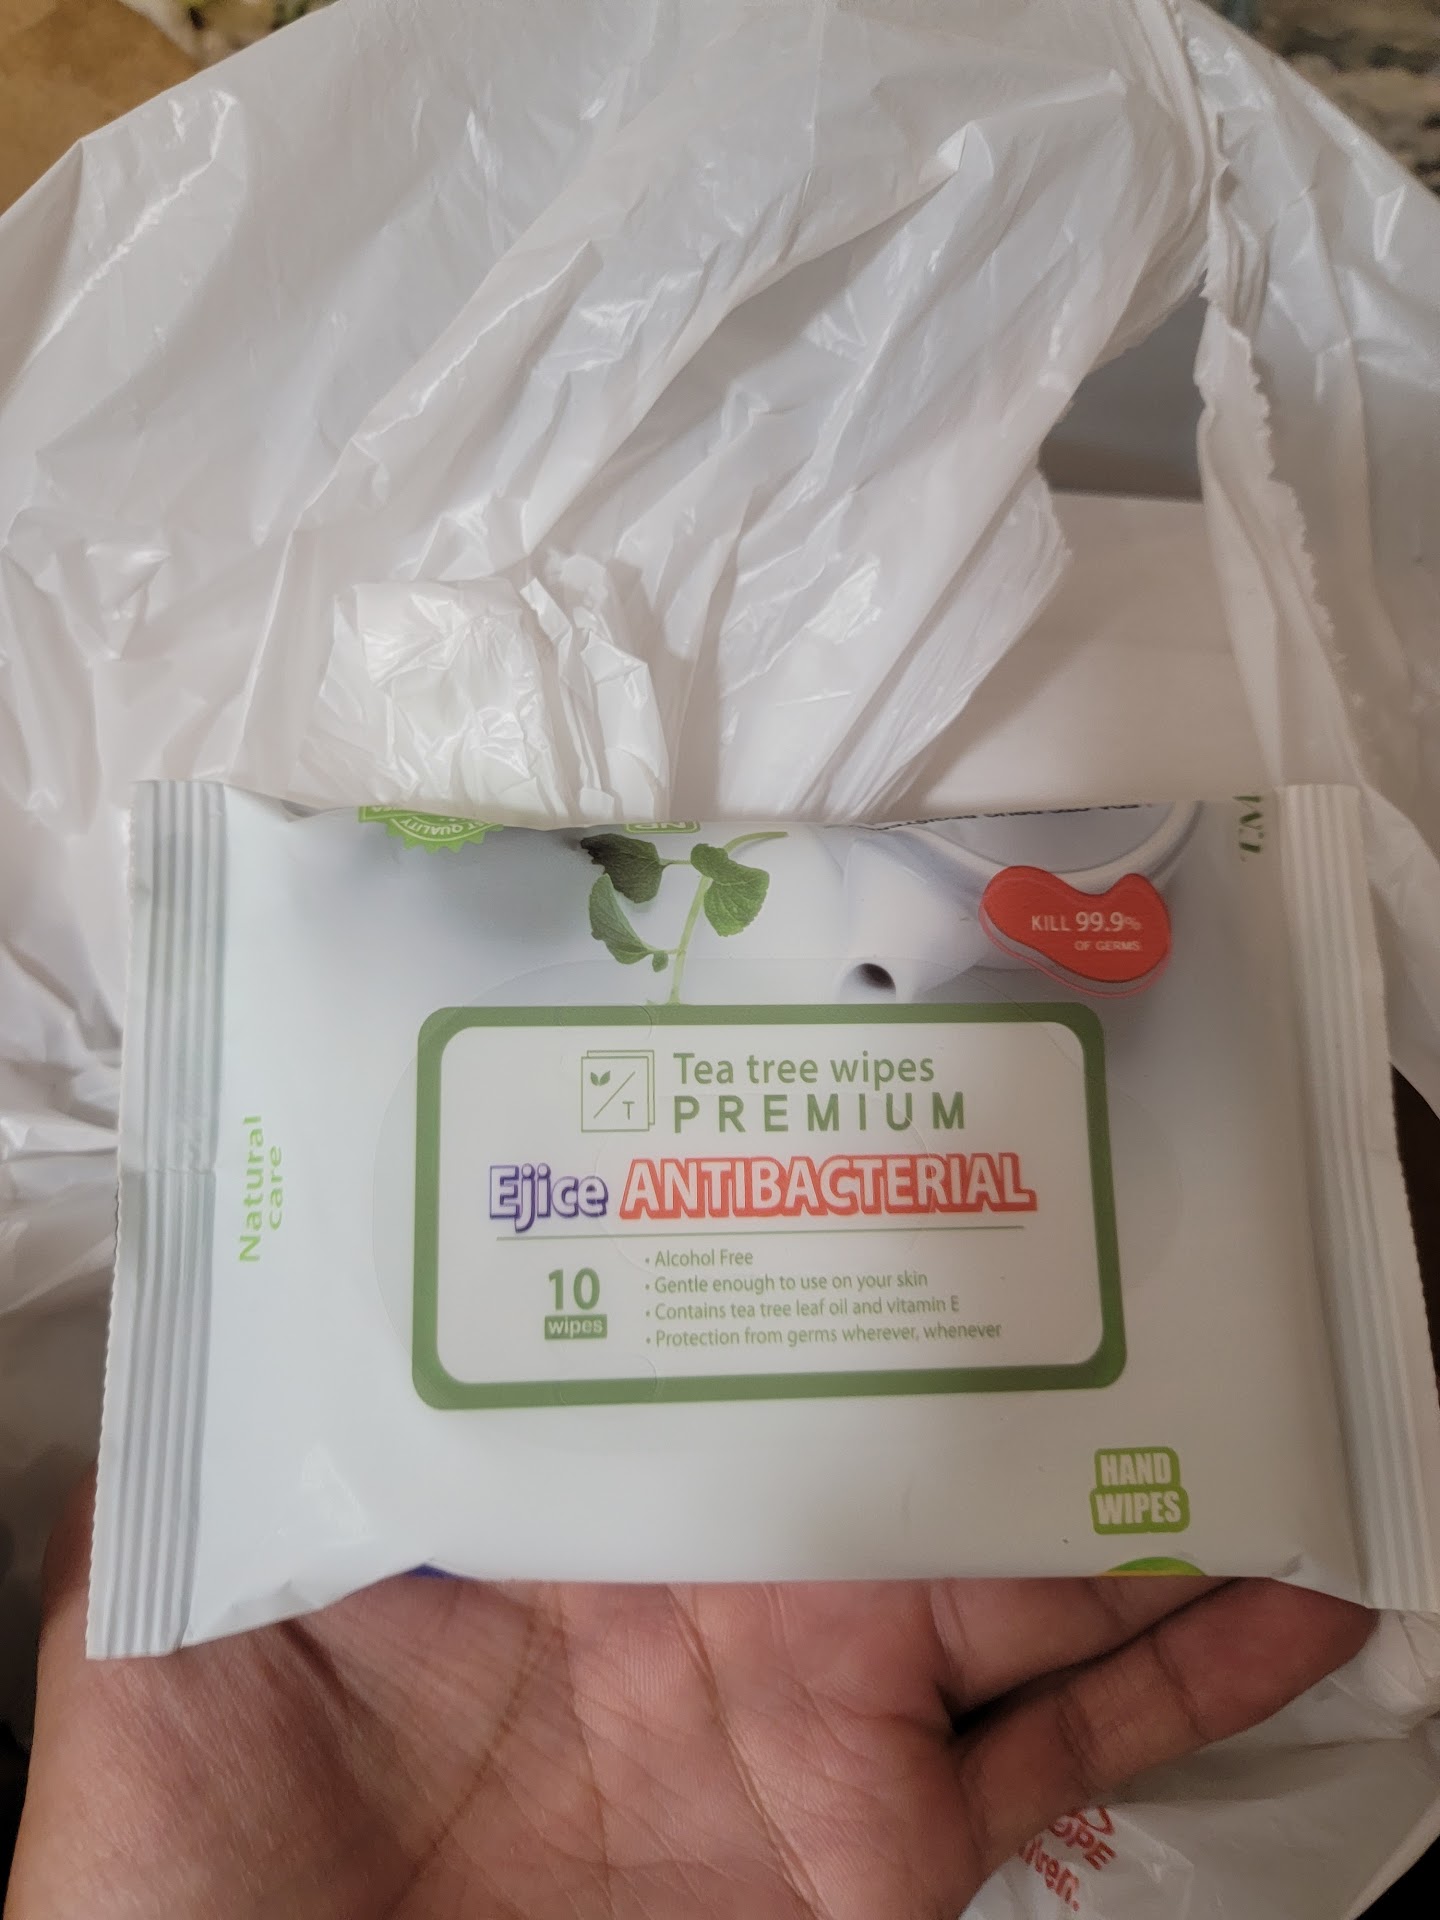 QUALITY
KILL 99.9%
OF GERMS
Natural
care
T
Tea tree wipes
PREMIUM
Ejice ANTIBACTERIAL
10
wipes
• Alcohol Free
• Gentle enough to use on your skin
• Contains tea tree leaf oil and vitamin E
• Protection from germs wherever, whenever
HAND
WIPES